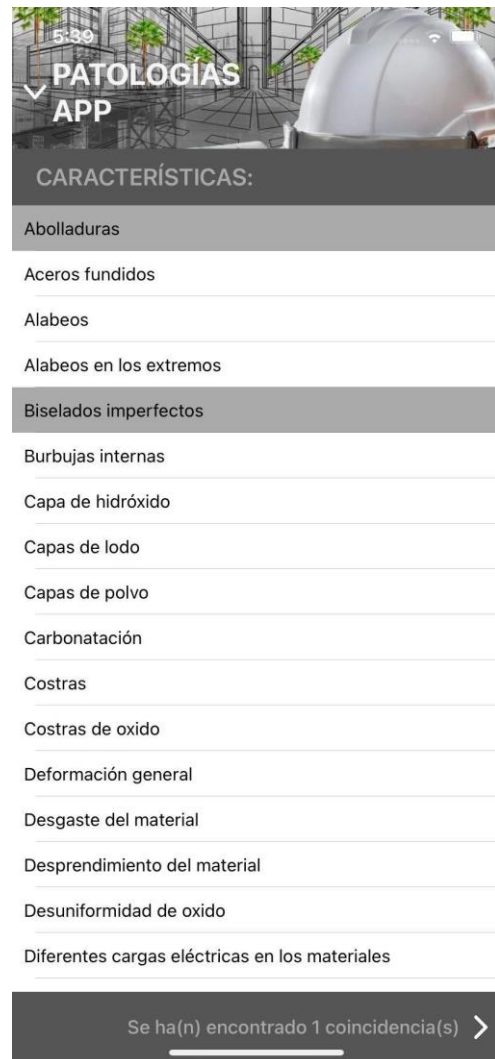 5:39
PATOLOGÍAS
APP
CARACTERÍSTICAS:
Abolladuras
Aceros fundidos
Alabeos
Alabeos en los extremos
Biselados imperfectos
Burbujas internas
Capa de hidróxido
Capas de lodo
Capas de polvo
Carbonatación
Costras
Costras de oxido
Deformación general
Desgaste del material
Desprendimiento del material
Desuniformidad de oxido
Diferentes cargas eléctricas en los materiales
Se ha(n) encontrado 1 coincidencia(s)